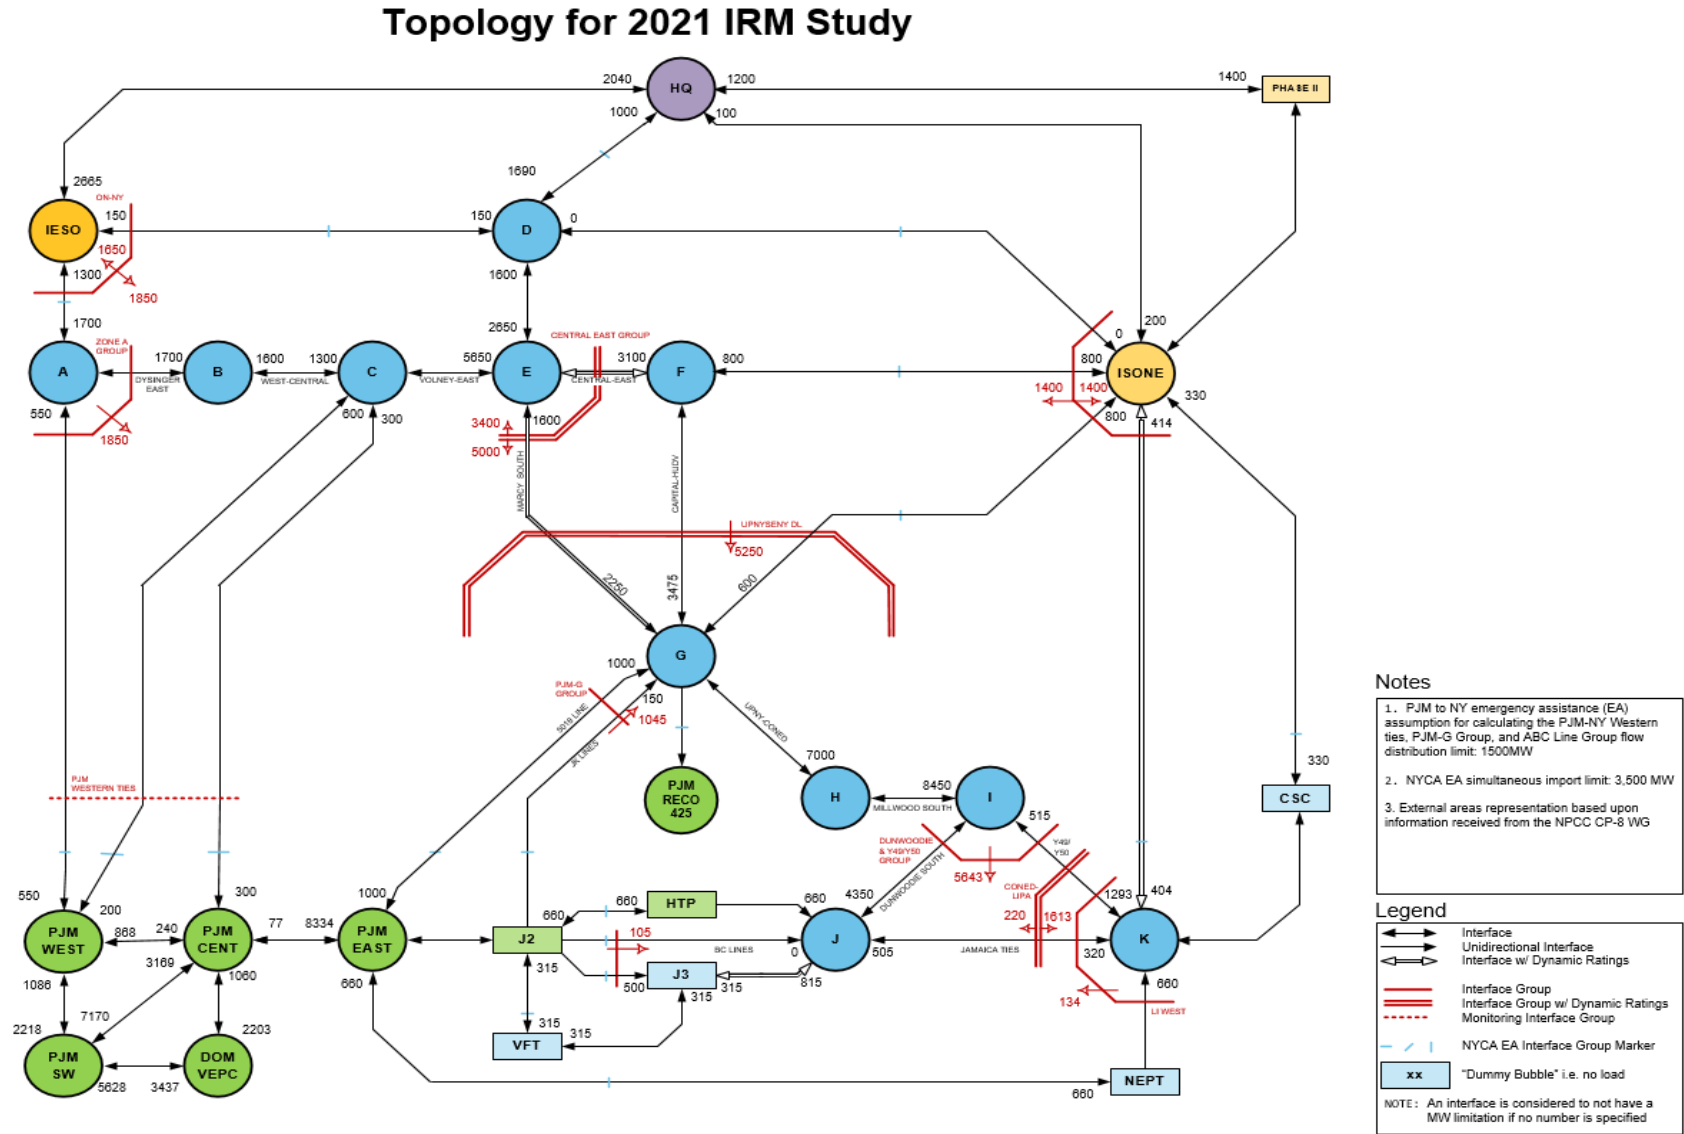 Topology for 2021 IRM Study
2040
HQ
1200
1400
PHASE II
1000
100
1690
2665
ON-NY
150
IESO
150
D
0
1650
1300
1850
1600
1700
ZONE A
GROUP
2650
CENTRAL EAST GROUP
0
200
A
1700
B
1600
1300
C
5650
E
3100
F
800
800
ISONE
DYSINGER
EAST
WEST-CENTRAL
VOLNEY-EAST
CENTRAL-EAST
1400
1400
330
550
1850
600
300
1600
3400
5000
800
414
MARCY SOUTH
CAPITAL-HUDV
UPNYSENY DL
5250
2250
3475
600
G
1000
PJM-G
GROUP
150
1045
5018 LINE
JK LINES
UPNY-CONED
7000
PJM
RECO
425
H
8450
MILLWOOD SOUTH
I
515
330
CSC
PJM
WESTERN TIES
DUNWOODIE
& Y49/Y50
GROUP
DUNWOODIE SOUTH
5643
Y49/
Y50
CONED-
LIPA
550
200
300
1000
660
660
HTP
660
4350
1293
404
220
1613
PJM
WEST
868
240
PJM
CENT
77
8334
PJM
EAST
J2
105
BC LINES
0
J
505
JAMAICA TIES
320
K
3169
1086
1060
660
315
500
J3
315
315
815
134
660
LI WEST
2218
7170
2203
315
VFT
315
PJM
SW
5628
3437
DOM
VEPC
660
NEPT
Notes
1. PJM to NY emergency assistance (EA)
assumption for calculating the PJM-NY Western
ties, PJM-G Group, and ABC Line Group flow
distribution limit: 1500MW
2. NYCA EA simultaneous import limit: 3,500 MW
3. External areas representation based upon
information received from the NPCC CP-8 WG
Legend
Interface
Unidirectional Interface
Interface w/ Dynamic Ratings
Interface Group
Interface Group w/ Dynamic Ratings
Monitoring Interface Group
NYCA EA Interface Group Marker
xx
"Dummy Bubble" i.e. no load
NOTE: An interface is considered to not have a
MW limitation if no number is specified